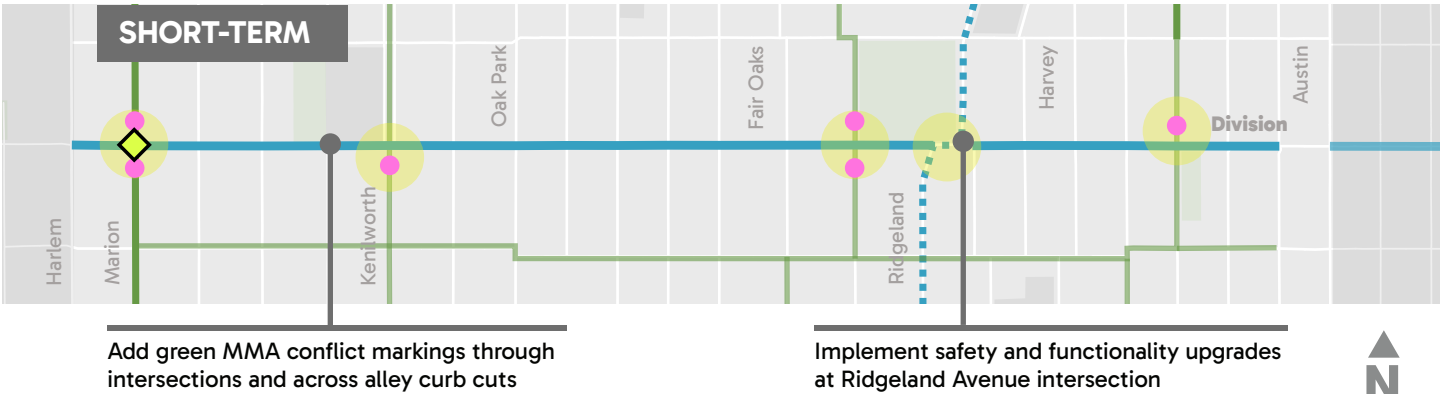 SHORT-TERM
Harlem
Marion
Kenilworth
Oak Park
Fair Oaks
Ridgeland
Harvey
Division
Austin
Add green MMA conflict markings through
intersections and across alley curb cuts
Implement safety and functionality upgrades
at Ridgeland Avenue intersection
N